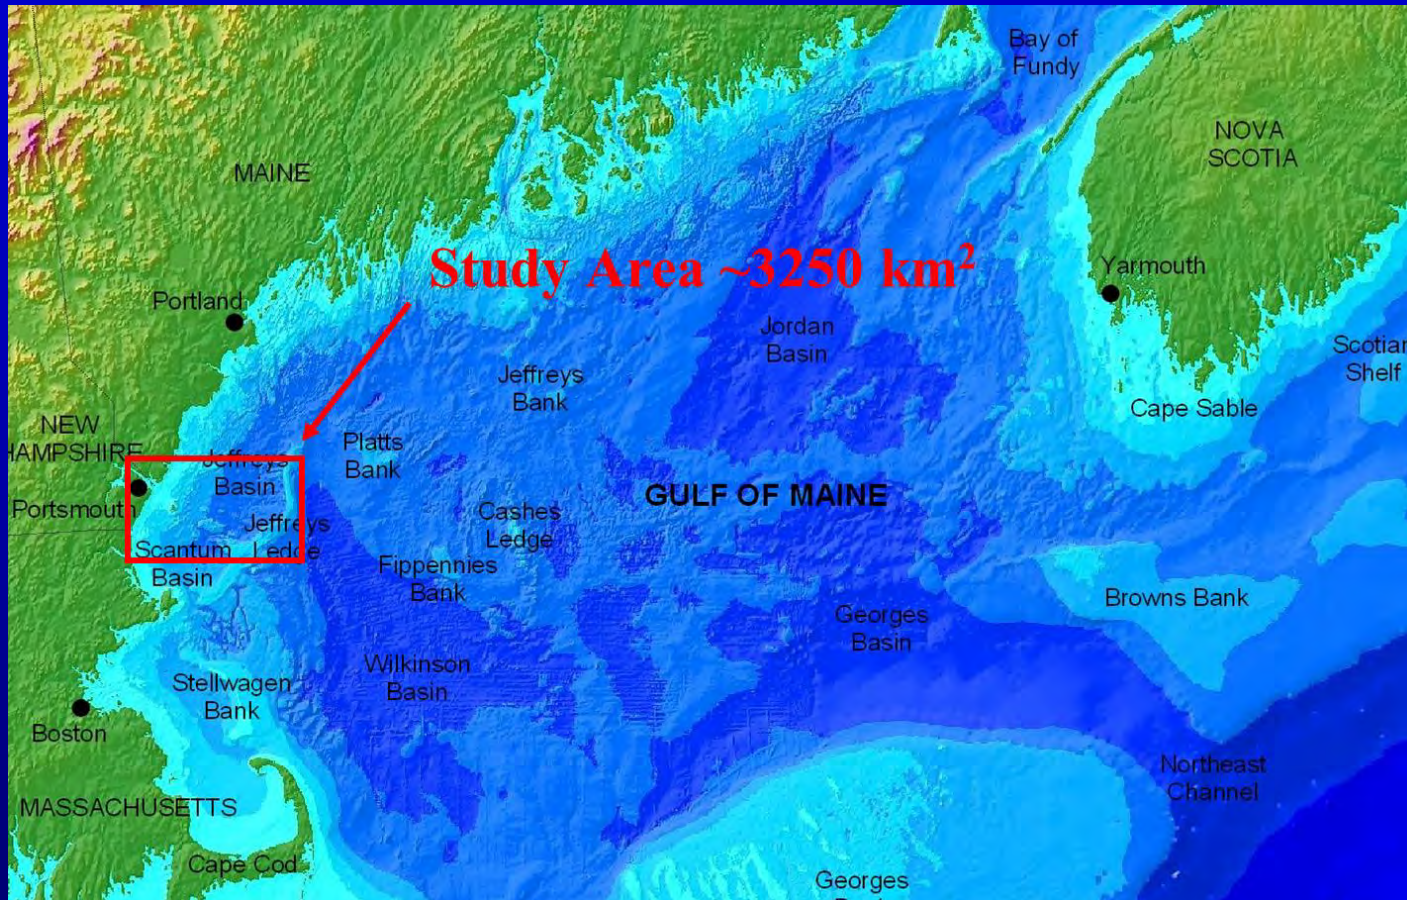 Bay of
Fundy
NOVA
SCOTIA
MAINE
Study Area ~3250 km²
Yarmouth
Portland
Jordan
Basin
Scotian
Shelf
Jeffreys
Bank
Cape Sable
NEW
HAMPSHIRE
Platts
Bank
Jeffreys
Basin
GULF OF MAINE
Portsmouth
Cashes
Ledge
Jeffreys
Ledge
Scantum
Basin
Fippennies
Bank
Browns Bank
Georges
Basin
Wilkinson
Basin
Stellwagen
Bank
Boston
Northeast
Channel
MASSACHUSETTS
Cape Cod
Georges